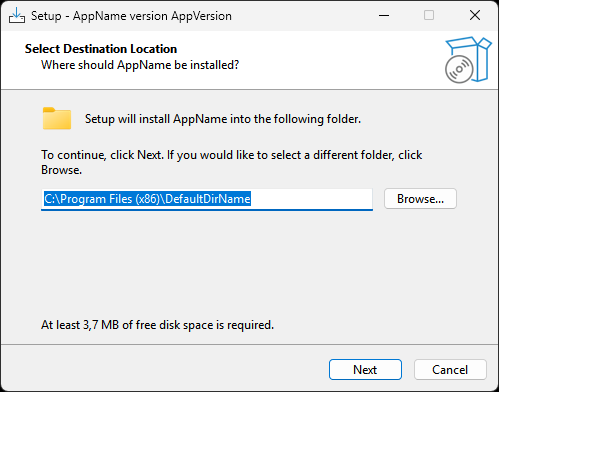 Setup - AppName version AppVersion
Select Destination Location
Where should AppName be installed?
Setup will install AppName into the following folder.
To continue, click Next. If you would like to select a different folder, click
Browse.
C:\Program Files (x86)\DefaultDirName
Browse...
At least 3,7 MB of free disk space is required.
Next
Cancel